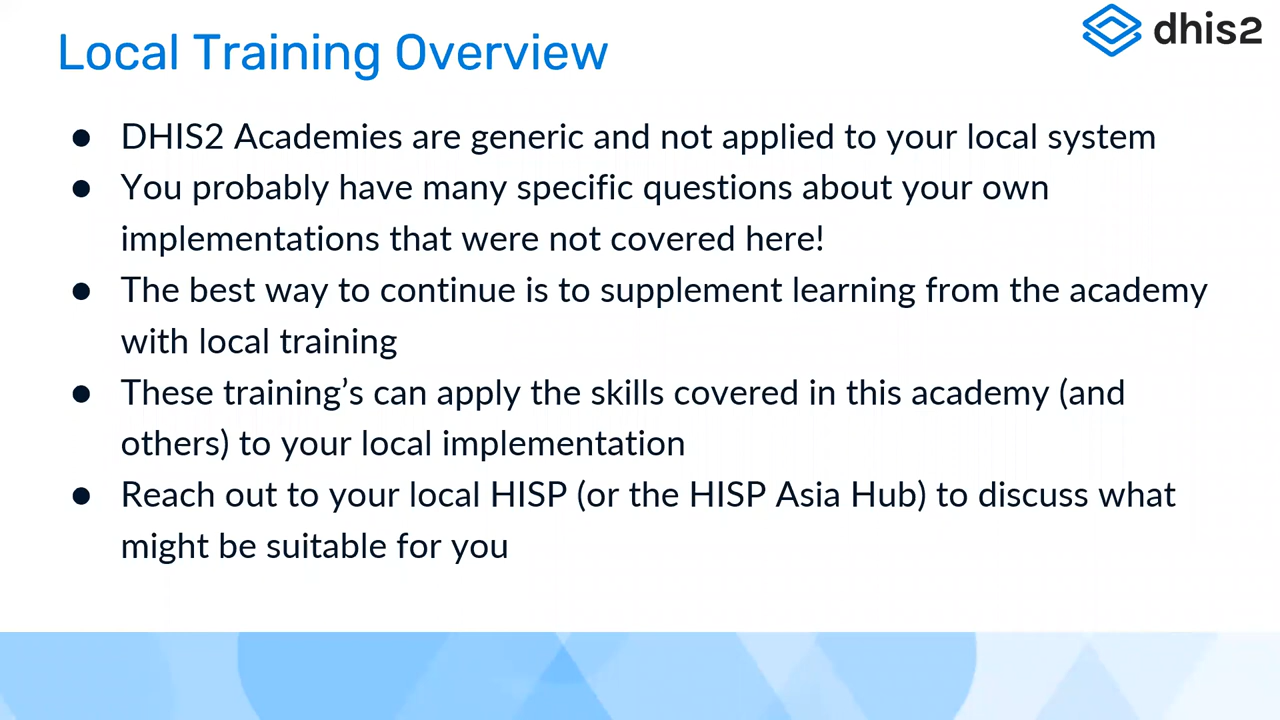 Local Training Overview
dhis2
● DHIS2 Academies are generic and not applied to your local system
● You probably have many specific questions about your own
implementations that were not covered here!
● The best way to continue is to supplement learning from the academy
with local training
● These training’s can apply the skills covered in this academy (and
others) to your local implementation
● Reach out to your local HISP (or the HISP Asia Hub) to discuss what
might be suitable for you